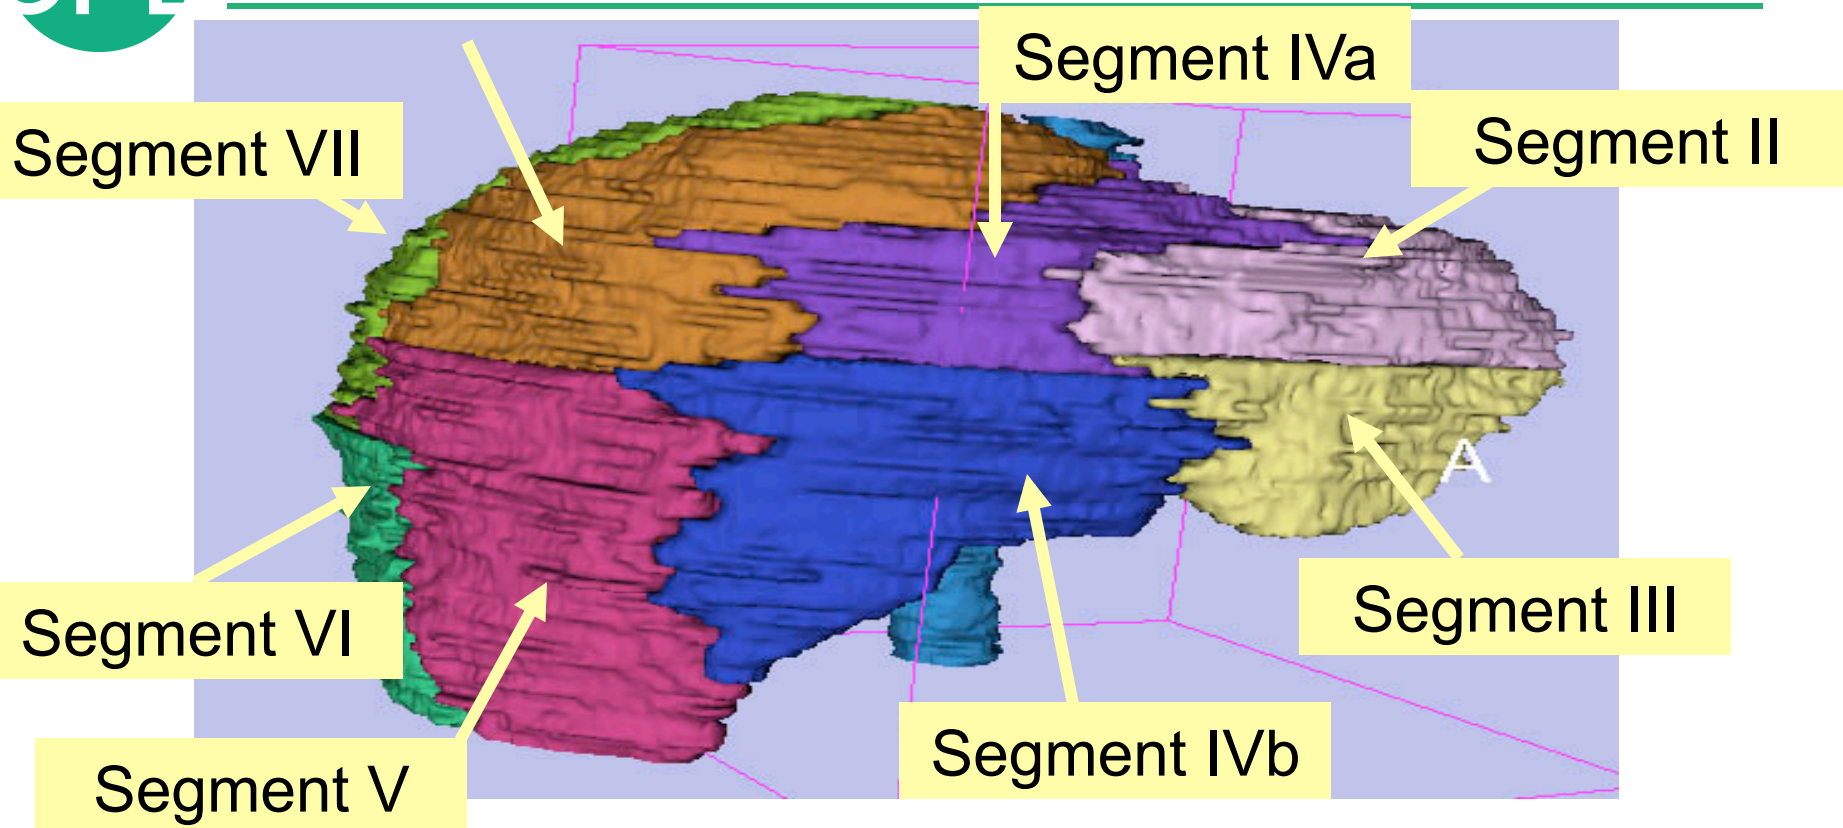 Segment IVa
Segment II
Segment VII
A
Segment III
Segment VI
Segment IVb
Segment V